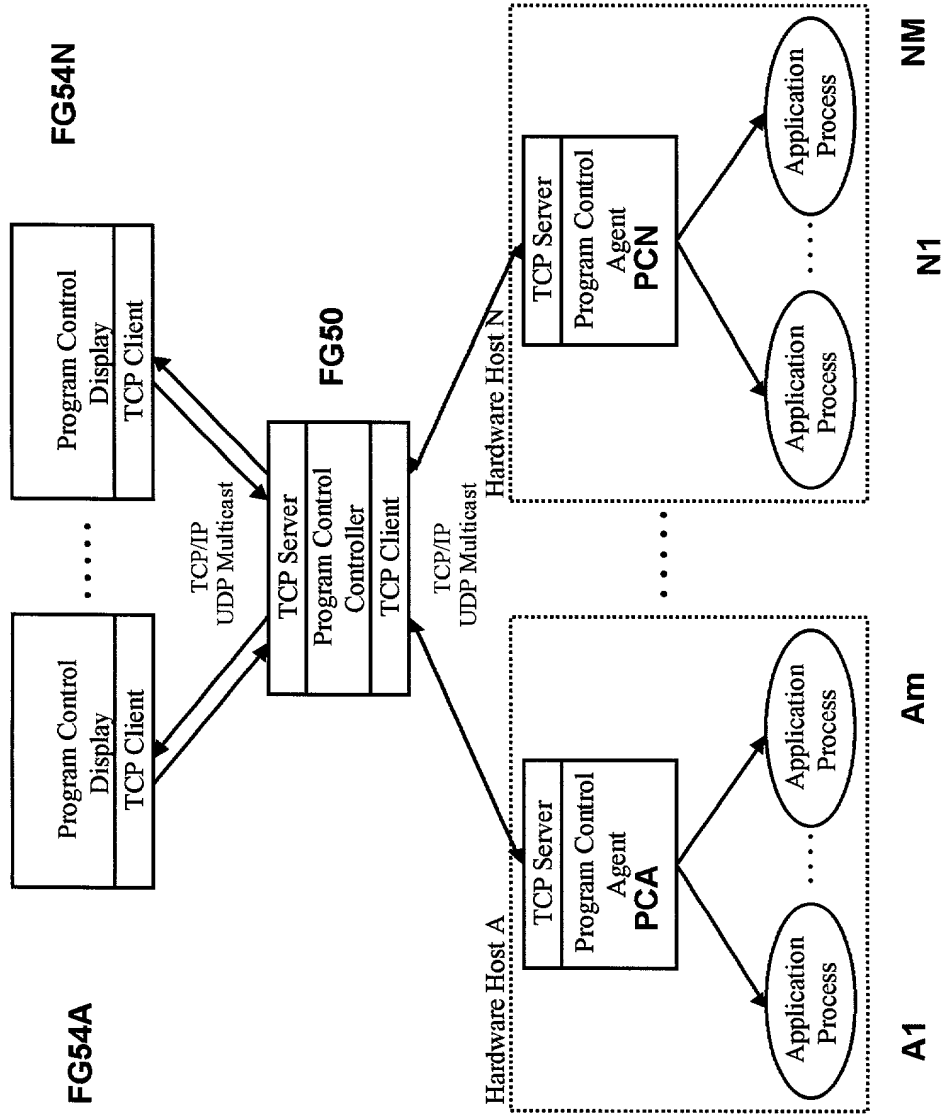 FG54A
FG54N
Program Control
Display
TCP Client
. . . . .
Program Control
Display
TCP Client
TCP/IP
UDP Multicast
TCP Server
Program Control
Controller
TCP Client
FG50
TCP/IP
UDP Multicast
Hardware Host A
TCP Server
Program Control
Agent
PCA
Application
Process
. . . . .
Application
Process
A1
Am
. . . . .
Hardware Host N
TCP Server
Program Control
Agent
PCN
Application
Process
. . . . .
Application
Process
N1
NM